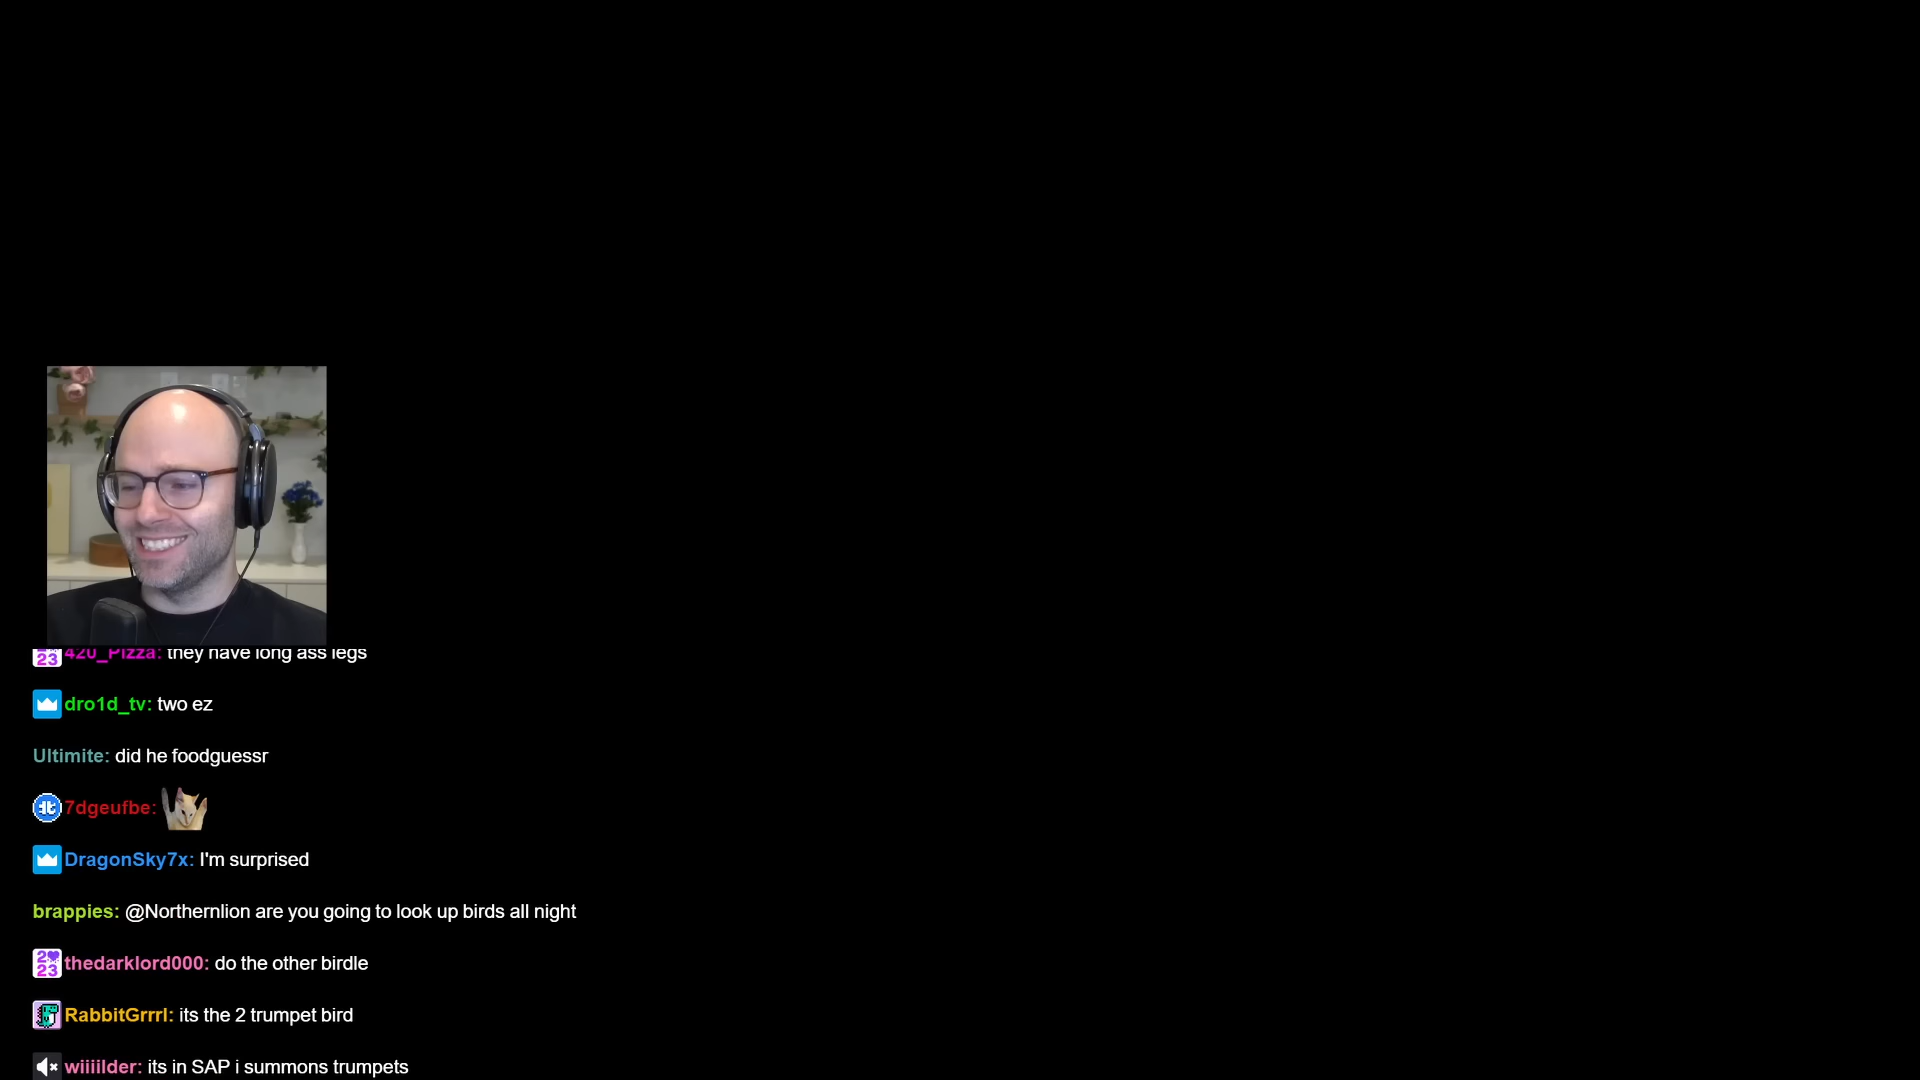 420_Pizza: they have long ass legs
dro1d_tv: two ez
Ultimite: did he foodguessr
7dgeufbe:
DragonSky7x: I'm surprised
brappies: @Northernlion are you going to look up birds all night
thedarklord000: do the other birdle
RabbitGrrrl: its the 2 trumpet bird
wiiiilder: its in SAP i summons trumpets